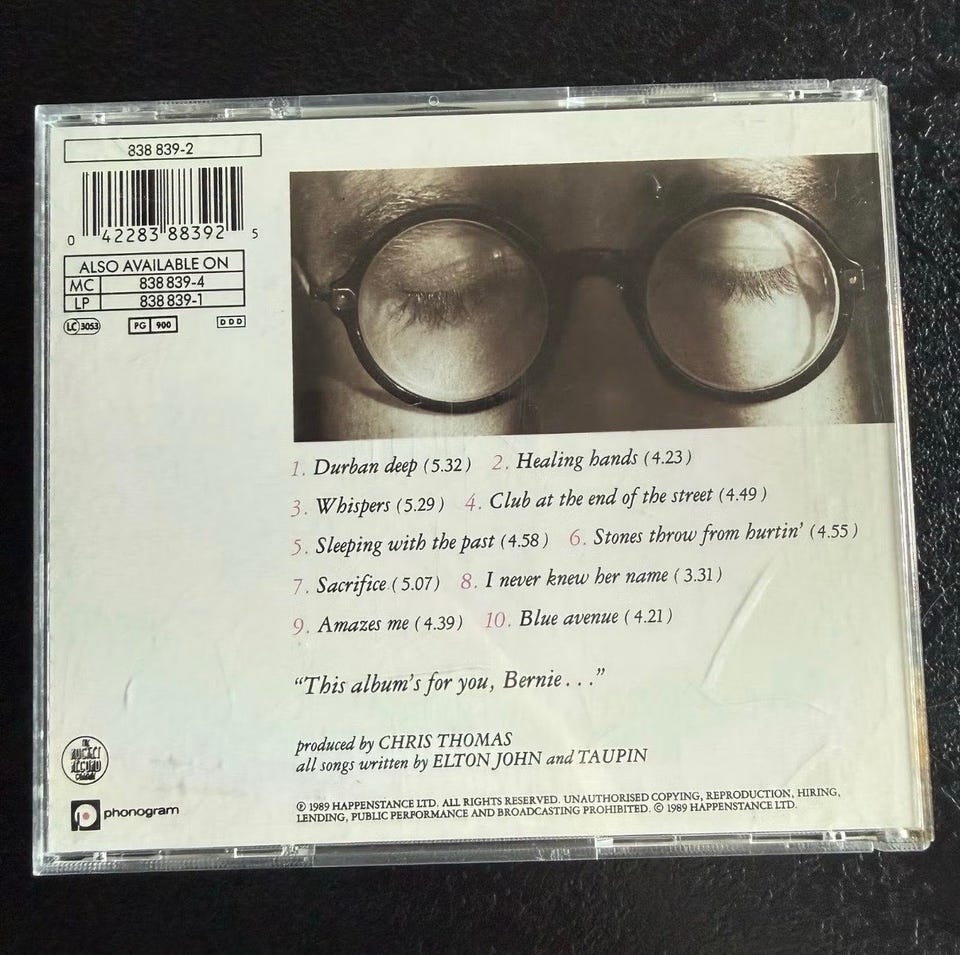 838 839-2
0 42283 88392 5
ALSO AVAILABLE ON
MC 838 839-4
LP 838 839-1
LC 3053 PG 900 DDD
1. Durban deep (5.32) 2. Healing hands (4.23)
3. Whispers (5.29) 4. Club at the end of the street (4.49)
5. Sleeping with the past (4.58) 6. Stones throw from hurtin' (4.55)
7. Sacrifice (5.07) 8. I never knew her name (3.31)
9. Amazes me (4.39) 10. Blue avenue (4.21)
“This album's for you, Bernie...”
produced by CHRIS THOMAS
all songs written by ELTON JOHN and TAUPIN
THE
ROCKET
RECORD
COMPANY
phonogram
℗ 1989 HAPPENSTANCE LTD. ALL RIGHTS RESERVED. UNAUTHORISED COPYING, REPRODUCTION, HIRING,
LENDING, PUBLIC PERFORMANCE AND BROADCASTING PROHIBITED. © 1989 HAPPENSTANCE LTD.